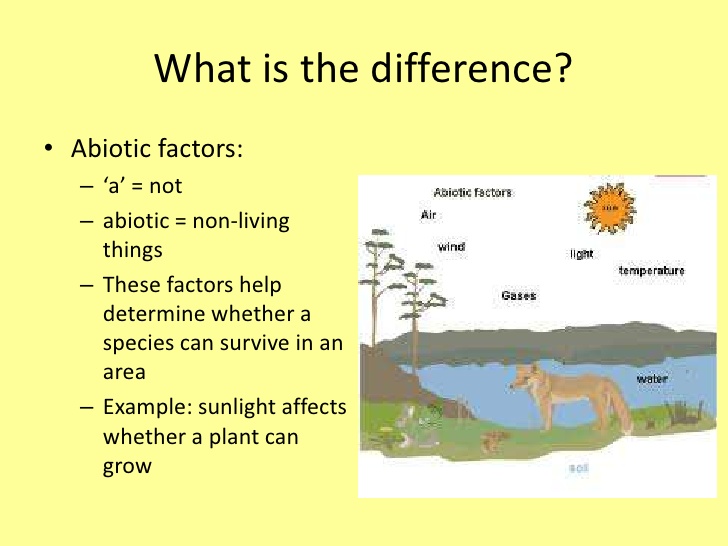 What is the difference?
• Abiotic factors:
– ‘a’ = not
– abiotic = non-living
things
– These factors help
determine whether a
species can survive in an
area
– Example: sunlight affects
whether a plant can
grow
Abiotic factors
Air
wind
light
temperature
Gases
water
soil